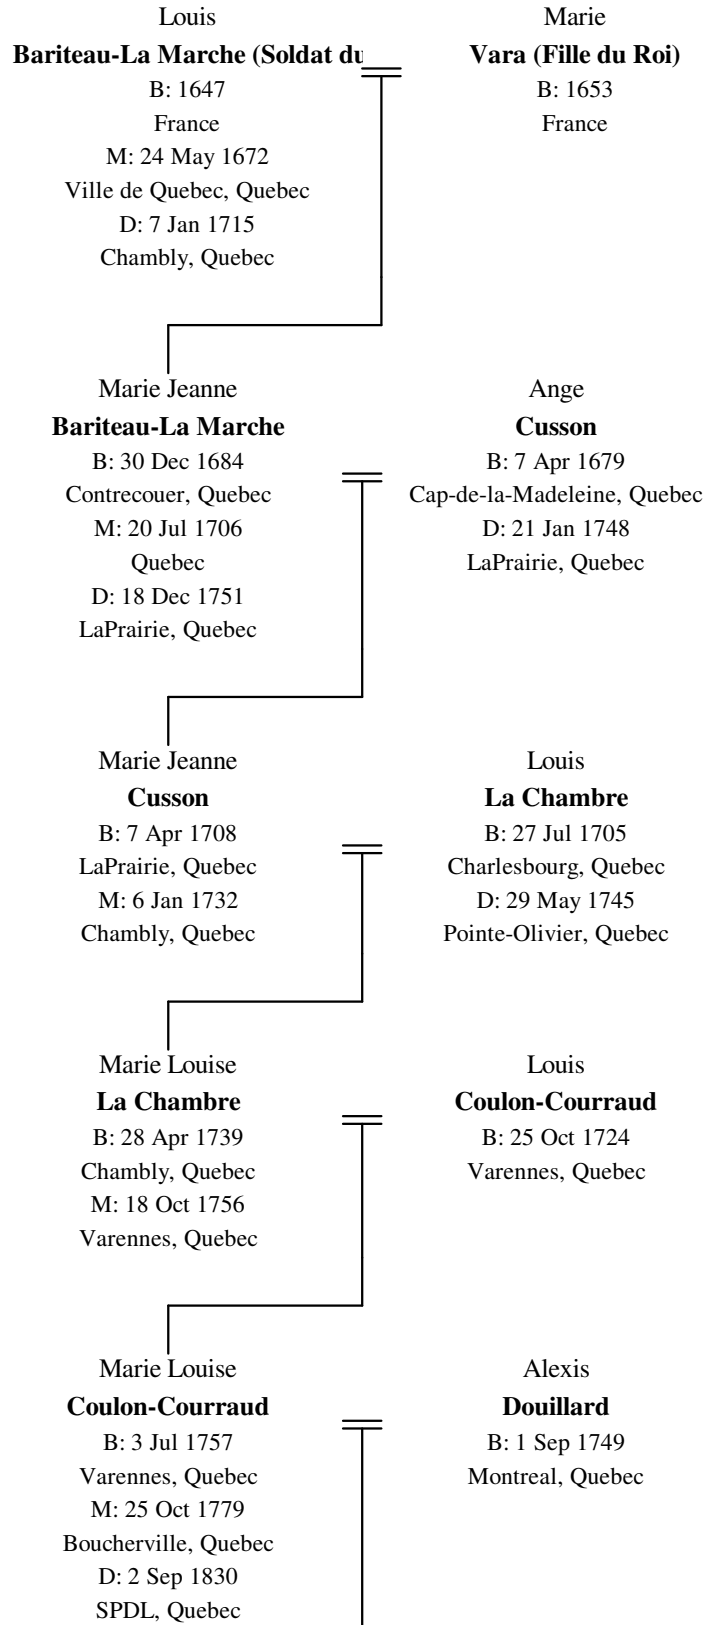 Louis
Bariteau-La Marche (Soldat du
B: 1647
France
M: 24 May 1672
Ville de Quebec, Quebec
D: 7 Jan 1715
Chambly, Quebec
Marie
Vara (Fille du Roi)
B: 1653
France
Marie Jeanne
Bariteau-La Marche
B: 30 Dec 1684
Contrecouer, Quebec
M: 20 Jul 1706
Quebec
D: 18 Dec 1751
LaPrairie, Quebec
Ange
Cusson
B: 7 Apr 1679
Cap-de-la-Madeleine, Quebec
D: 21 Jan 1748
LaPrairie, Quebec
Marie Jeanne
Cusson
B: 7 Apr 1708
LaPrairie, Quebec
M: 6 Jan 1732
Chambly, Quebec
Louis
La Chambre
B: 27 Jul 1705
Charlesbourg, Quebec
D: 29 May 1745
Pointe-Olivier, Quebec
Marie Louise
La Chambre
B: 28 Apr 1739
Chambly, Quebec
M: 18 Oct 1756
Varennes, Quebec
Louis
Coulon-Courraud
B: 25 Oct 1724
Varennes, Quebec
Marie Louise
Coulon-Courraud
B: 3 Jul 1757
Varennes, Quebec
M: 25 Oct 1779
Boucherville, Quebec
D: 2 Sep 1830
SPDL, Quebec
Alexis
Douillard
B: 1 Sep 1749
Montreal, Quebec